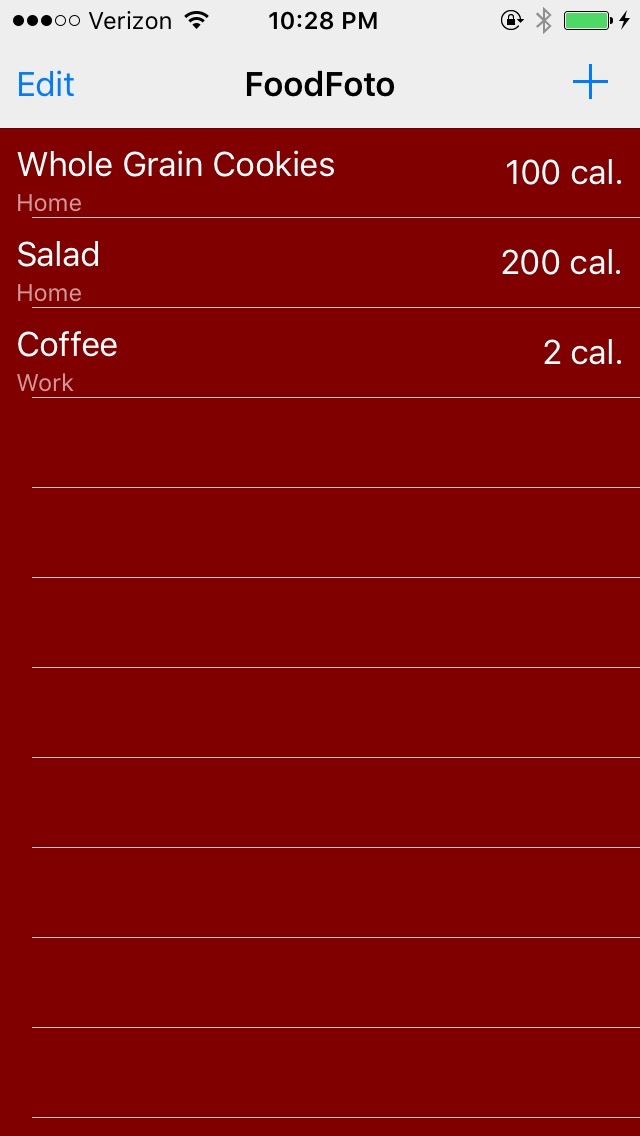 Verizon 10:28 PM
Edit FoodFoto
Whole Grain Cookies 100 cal.
Home
Salad 200 cal.
Home
Coffee 2 cal.
Work